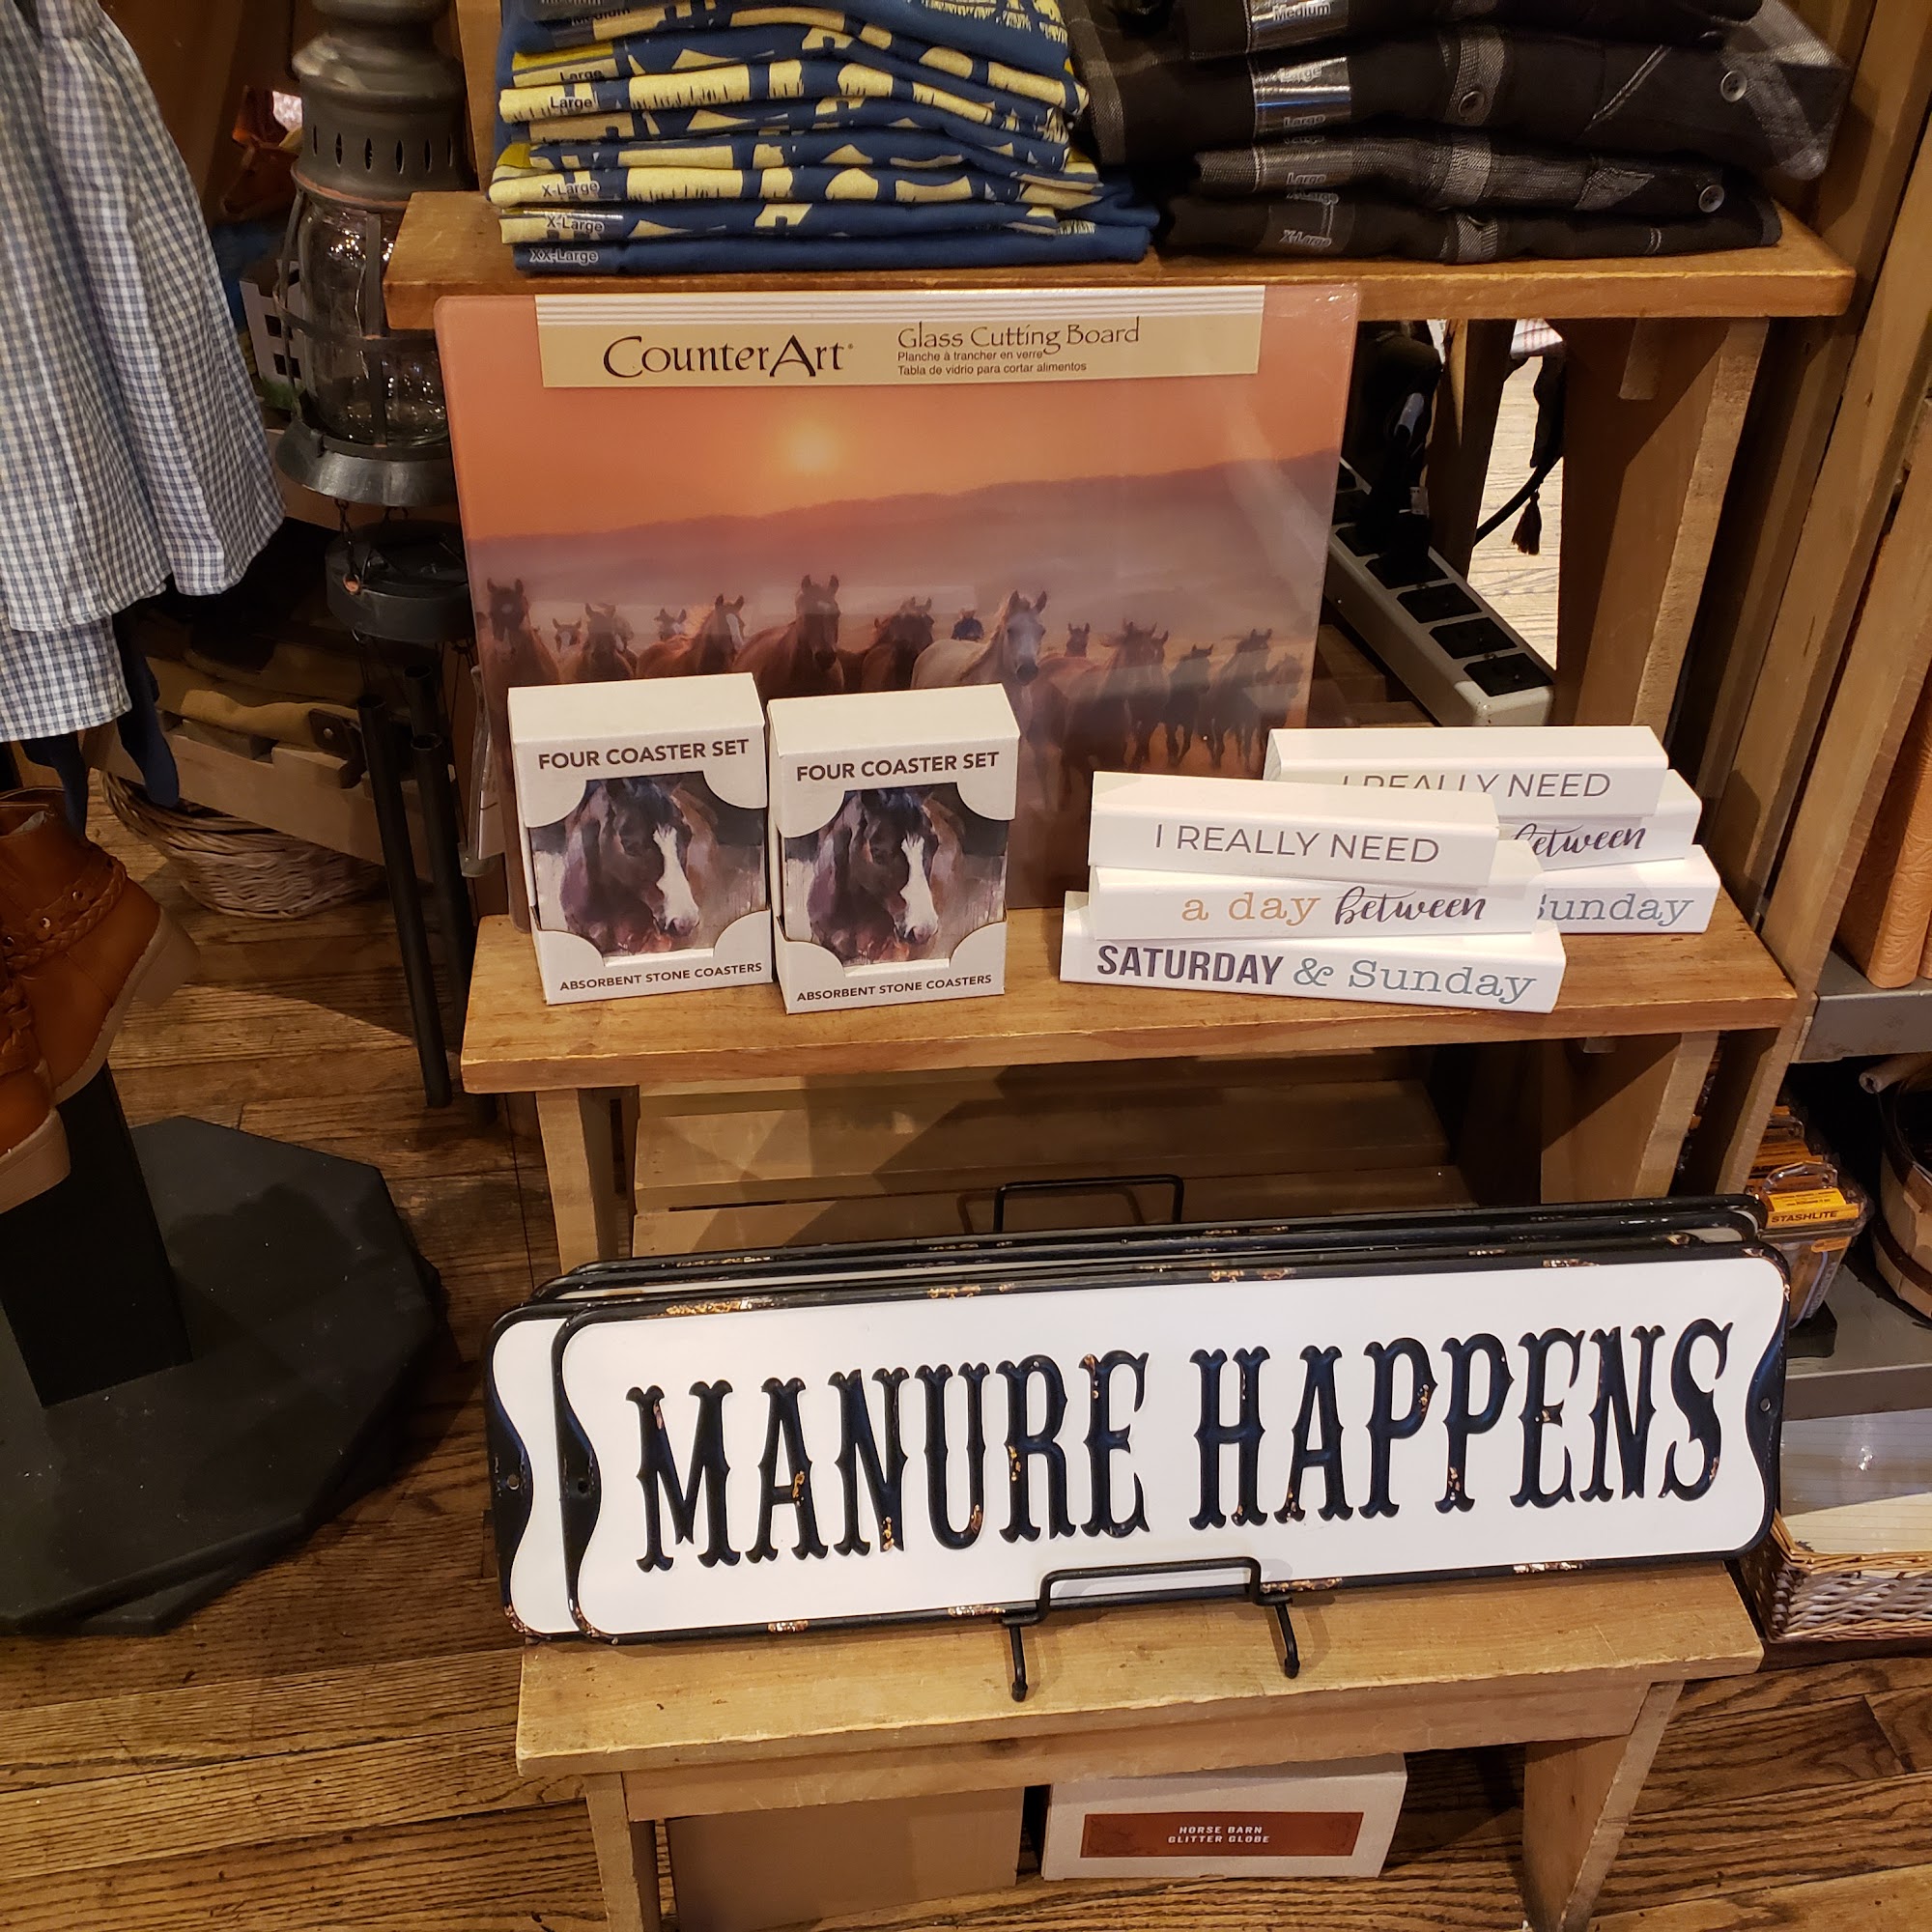 Medium
Medium
Large
Large
X-Large
X-Large
XX-Large
Large
Large
Large
X-Large
CounterArt
Glass Cutting Board
Planche à trancher en verre
Tabla de vidrio para cortar alimentos
FOUR COASTER SET
ABSORBENT STONE COASTERS
FOUR COASTER SET
ABSORBENT STONE COASTERS
I REALLY NEED
between
Sunday
I REALLY NEED
a day between
SATURDAY & Sunday
STASHLITE
MANURE HAPPENS
HORSE BARN
GLITTER GLOBE